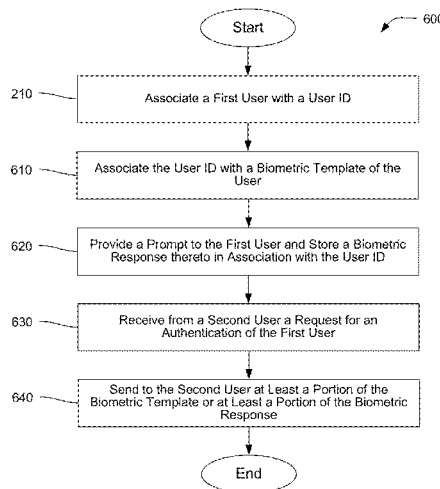 Start
600
210
Associate a First User with a User ID
610
Associate the User ID with a Biometric Template of the
User
620
Provide a Prompt to the First User and Store a Biometric
Response thereto in Association with the User ID
630
Receive from a Second User a Request for an
Authentication of the First User
640
Send to the Second User at Least a Portion of the
Biometric Template or at Least a Portion of the Biometric
Response
End